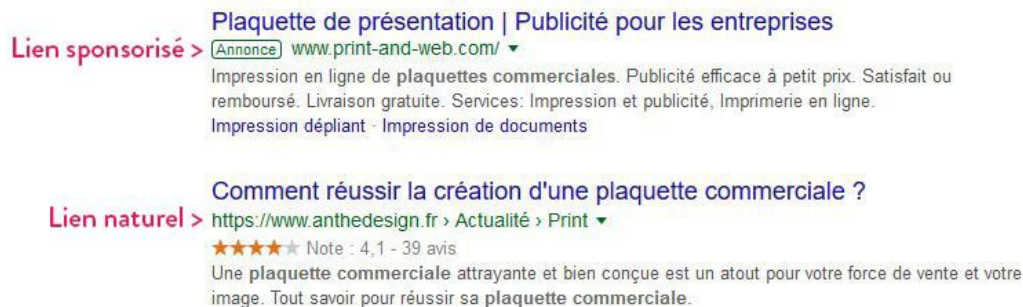 Plaquette de présentation | Publicité pour les entreprises
Lien sponsorisé > Annonce www.print-and-web.com/ ▼
Impression en ligne de plaquettes commerciales. Publicité efficace à petit prix. Satisfait ou
remboursé. Livraison gratuite. Services: Impression et publicité, Imprimerie en ligne.
Impression dépliant - Impression de documents
Comment réussir la création d'une plaquette commerciale ?
Lien naturel > https://www.anthedesign.fr › Actualité › Print ▼
★★★★★ Note : 4,1 - 39 avis
Une plaquette commerciale attrayante et bien conçue est un atout pour votre force de vente et votre
image. Tout savoir pour réussir sa plaquette commerciale.